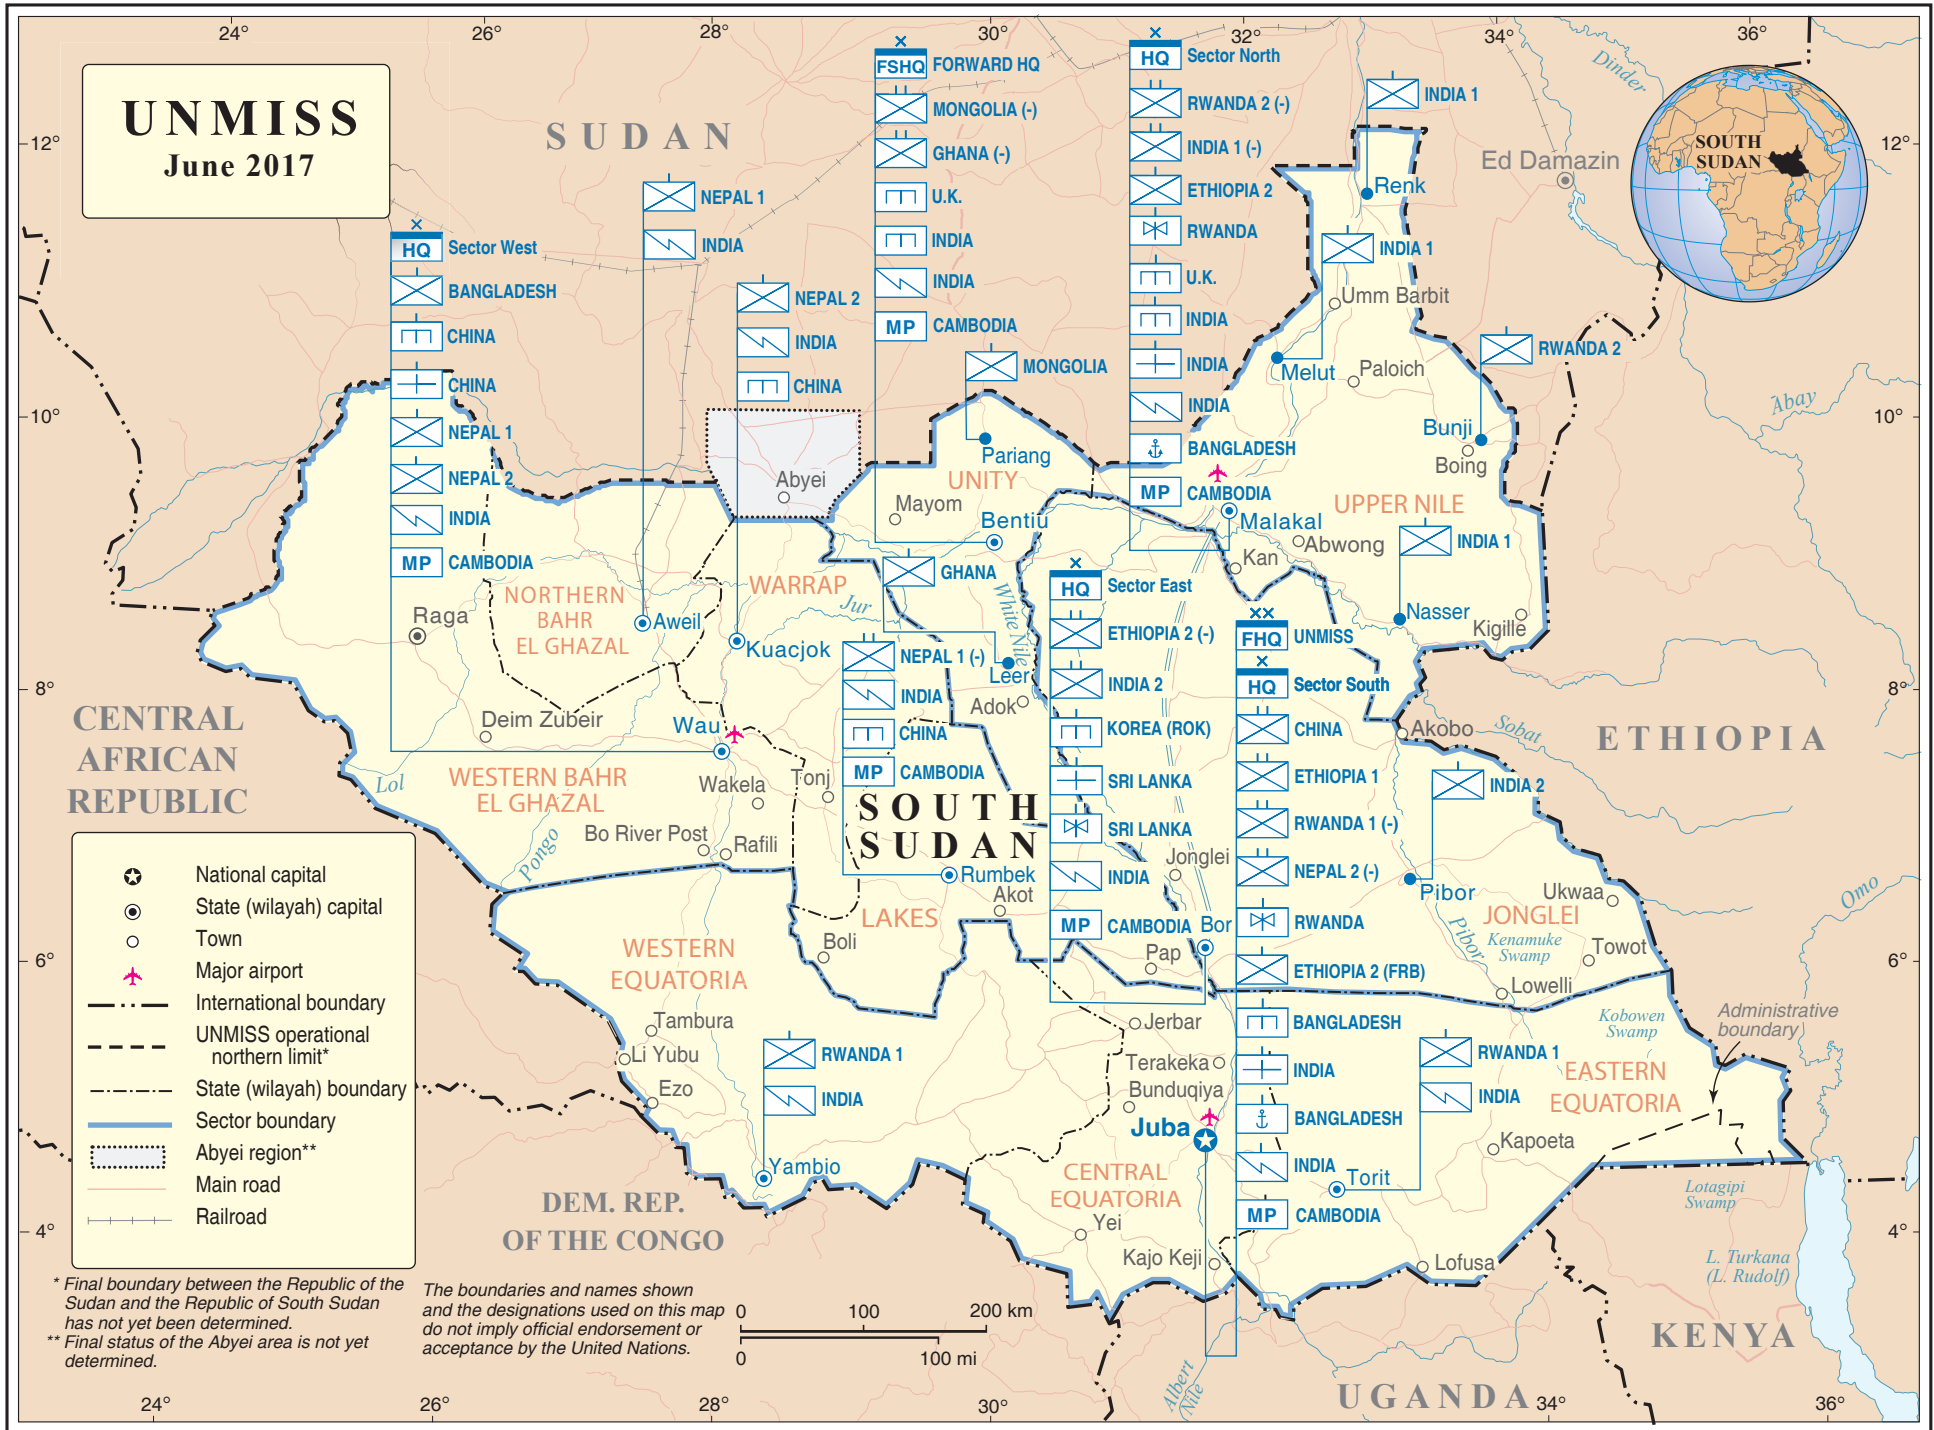 24°
26°
28°
30°
32°
34°
36°
UNMISS
June 2017
SUDAN
12°
12°
10°
10°
8°
8°
6°
6°
4°
4°
HQ Sector West
BANGLADESH
CHINA
CHINA
NEPAL 1
NEPAL 2
INDIA
MP CAMBODIA
NEPAL 1
INDIA
NEPAL 2
INDIA
CHINA
FSHQ FORWARD HQ
MONGOLIA (-)
GHANA (-)
U.K.
INDIA
INDIA
MP CAMBODIA
MONGOLIA
HQ Sector North
RWANDA 2 (-)
INDIA 1 (-)
ETHIOPIA 2
RWANDA
U.K.
INDIA
INDIA
INDIA
BANGLADESH
MP CAMBODIA
INDIA 1
Renk
INDIA 1
Umm Barbit
Melut
Paloich
RWANDA 2
Bunji
Boing
Dinder
Ed Damazin
SOUTH
SUDAN
Abay
Abyei
Pariang
UNITY
Mayom
Bentiu
UPPER NILE
Malakal
Abwong
Kan
INDIA 1
Nasser
Kigille
GHANA
White Nile
Leer
Adok
WARRAP
Jur
NORTHERN
BAHR
EL GHAZAL
Aweil
Kuacjok
Raga
Deim Zubeir
Wau
WESTERN BAHR
EL GHAZAL
Lol
Pongo
Wakela
Tonj
Bo River Post
Rafili
NEPAL 1 (-)
INDIA
CHINA
MP CAMBODIA
SOUTH
SUDAN
Rumbek
Akot
LAKES
Boli
HQ Sector East
ETHIOPIA 2 (-)
INDIA 2
KOREA (ROK)
SRI LANKA
SRI LANKA
INDIA
MP CAMBODIA
Jonglei
Bor
Pap
FHQ UNMISS
HQ Sector South
CHINA
ETHIOPIA 1
RWANDA 1 (-)
NEPAL 2 (-)
RWANDA
ETHIOPIA 2 (FRB)
BANGLADESH
INDIA
BANGLADESH
INDIA
MP CAMBODIA
Akobo
Sobat
ETHIOPIA
INDIA 2
Pibor
Pibor
JONGLEI
Ukwaa
Kenamuke
Swamp
Towot
Lowelli
Omo
Kobowen
Swamp
Administrative
boundary
CENTRAL
AFRICAN
REPUBLIC
WESTERN
EQUATORIA
Tambura
Li Yubu
Ezo
RWANDA 1
INDIA
Yambio
Jerbar
Terakeka
Bunduqiya
Juba
CENTRAL
EQUATORIA
Yei
Kajo Keji
RWANDA 1
INDIA
Torit
EASTERN
EQUATORIA
Kapoeta
Lofusa
Lotagipi
Swamp
L. Turkana
(L. Rudolf)
KENYA
UGANDA
Albert
Nile
DEM. REP.
OF THE CONGO
National capital
State (wilayah) capital
Town
Major airport
International boundary
UNMISS operational
northern limit*
State (wilayah) boundary
Sector boundary
Abyei region**
Main road
Railroad
* Final boundary between the Republic of the
Sudan and the Republic of South Sudan
has not yet been determined.
** Final status of the Abyei area is not yet
determined.
The boundaries and names shown
and the designations used on this map
do not imply official endorsement or
acceptance by the United Nations.
0 100 200 km
0 100 mi
24°
26°
28°
30°
34°
36°